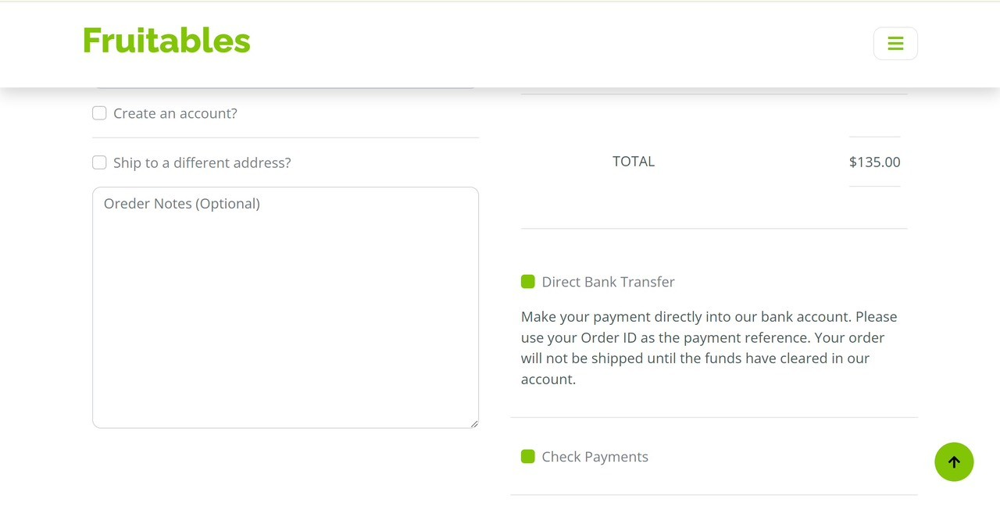 Fruitables
Create an account?
Ship to a different address?
Oreder Notes (Optional)
TOTAL
$135.00
Direct Bank Transfer
Make your payment directly into our bank account. Please
use your Order ID as the payment reference. Your order
will not be shipped until the funds have cleared in our
account.
Check Payments